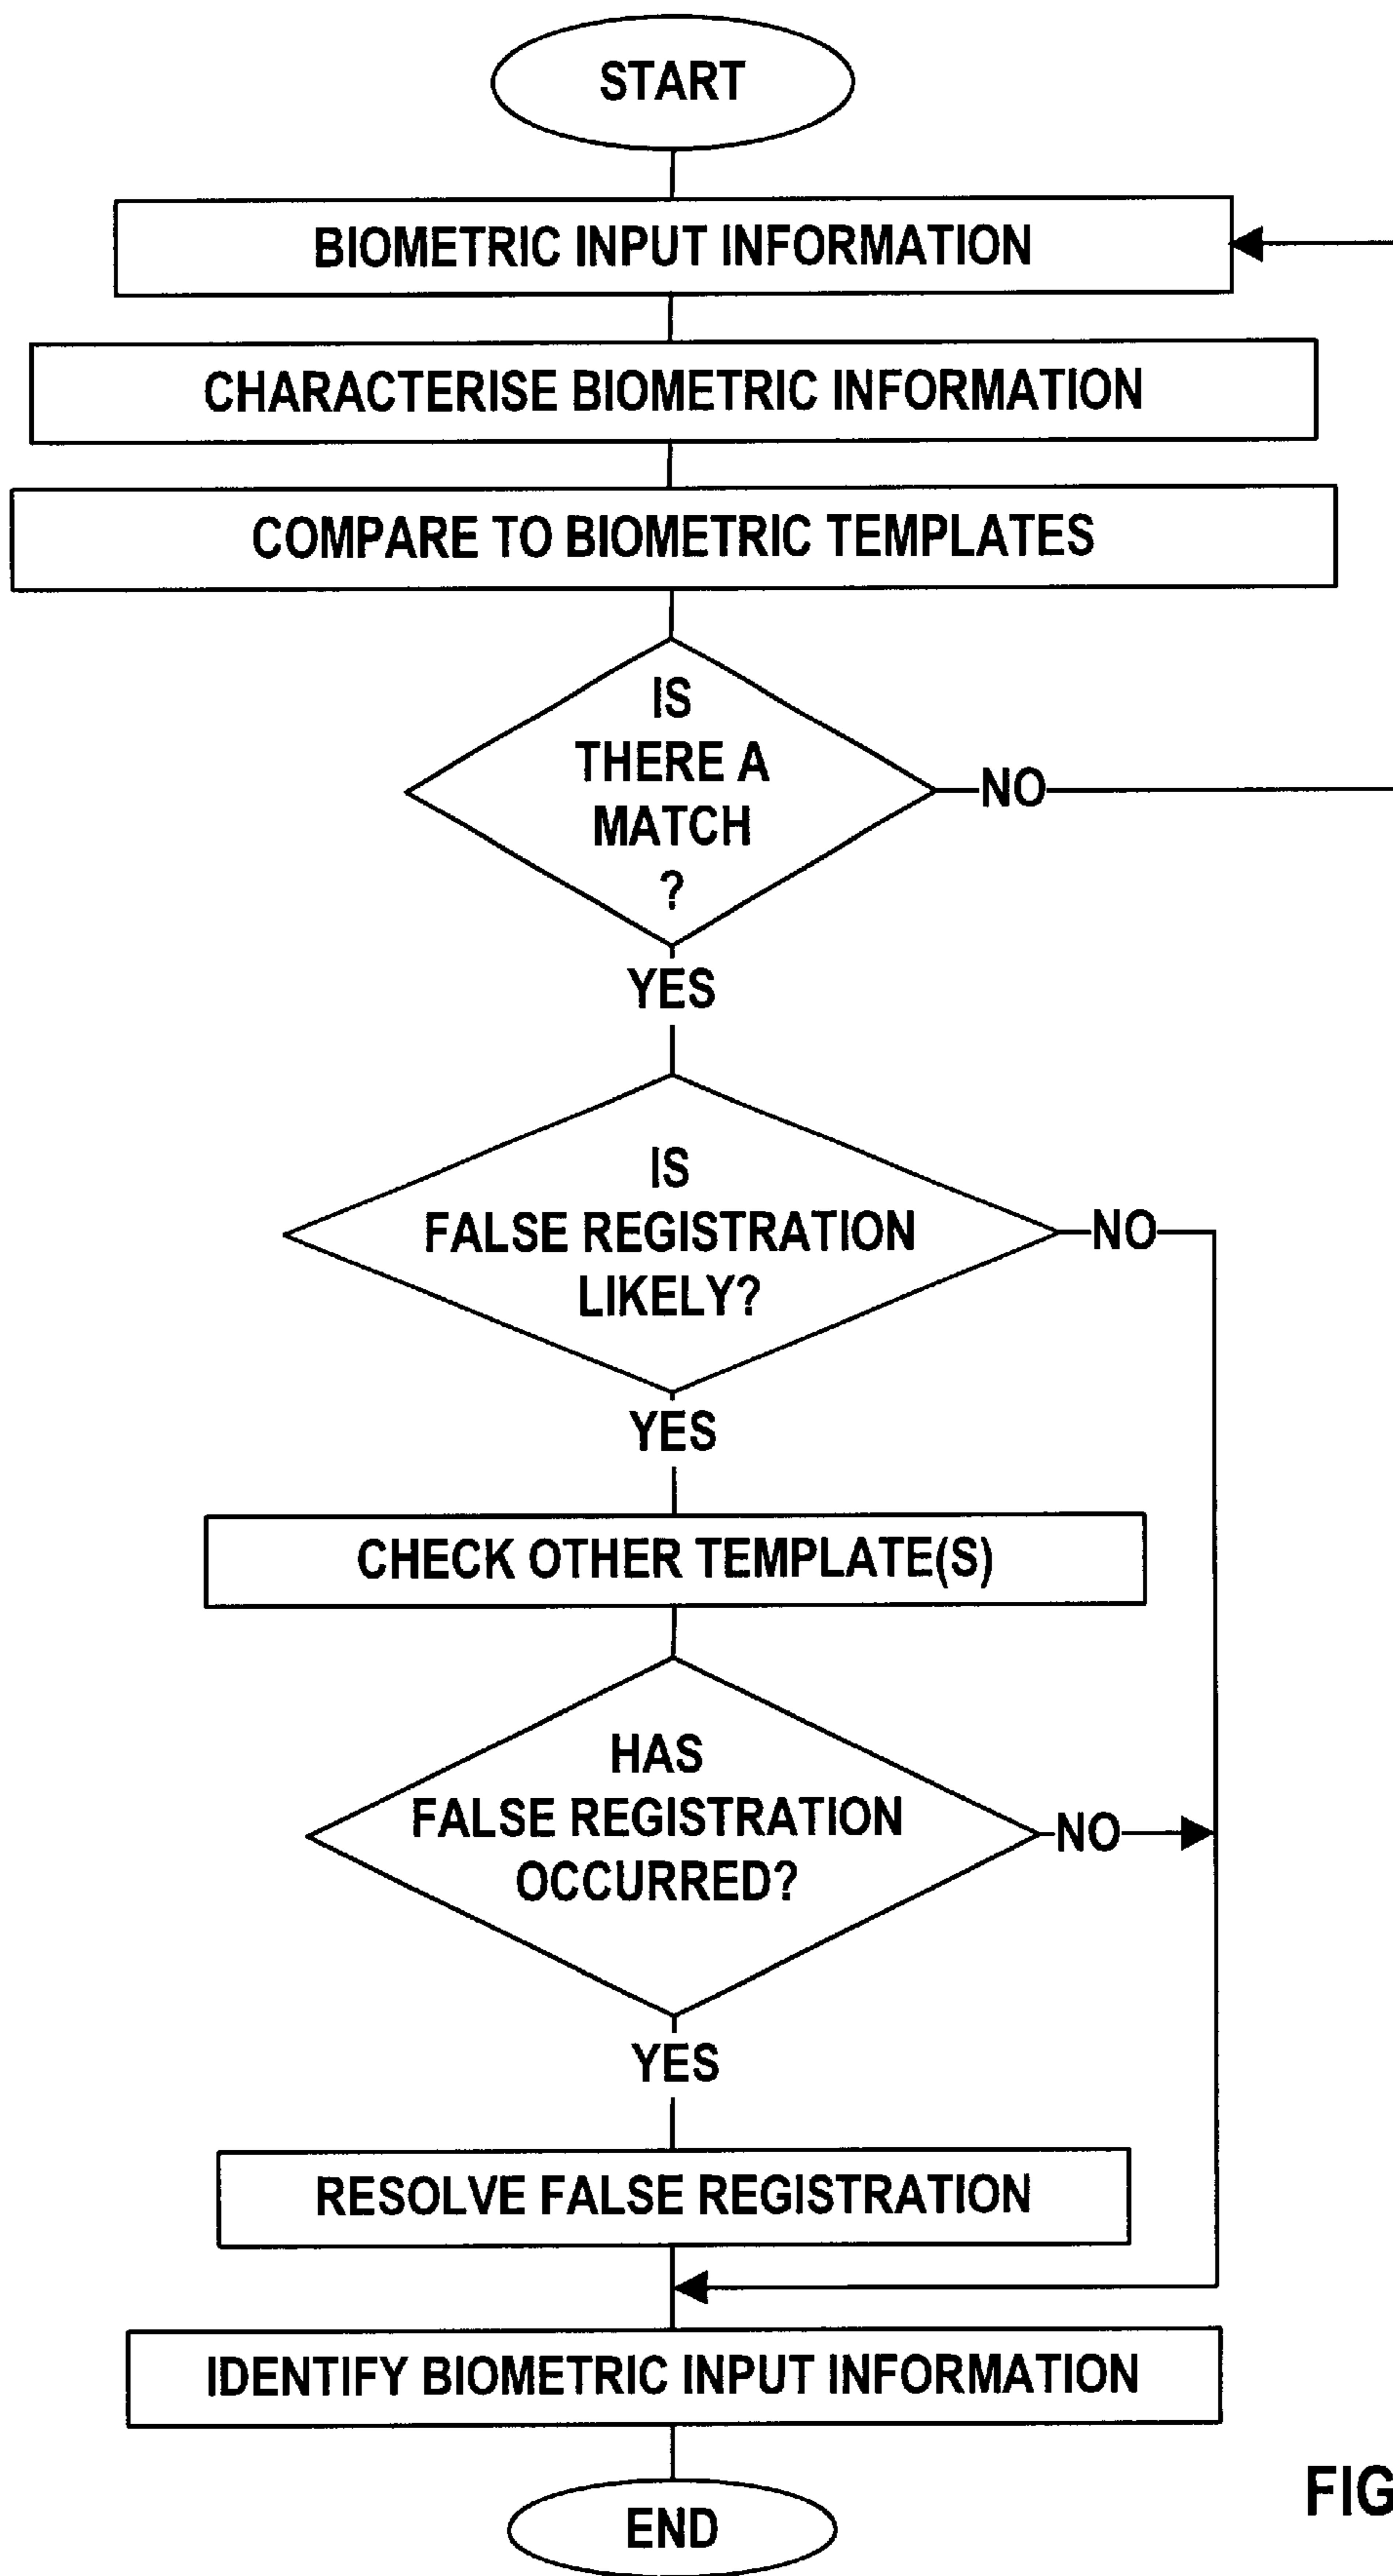 START
BIOMETRIC INPUT INFORMATION
CHARACTERISE BIOMETRIC INFORMATION
COMPARE TO BIOMETRIC TEMPLATES
IS
THERE A
MATCH
?
NO
YES
IS
FALSE REGISTRATION
LIKELY?
NO
YES
CHECK OTHER TEMPLATE(S)
HAS
FALSE REGISTRATION
OCCURRED?
NO
YES
RESOLVE FALSE REGISTRATION
IDENTIFY BIOMETRIC INPUT INFORMATION
END
FIG